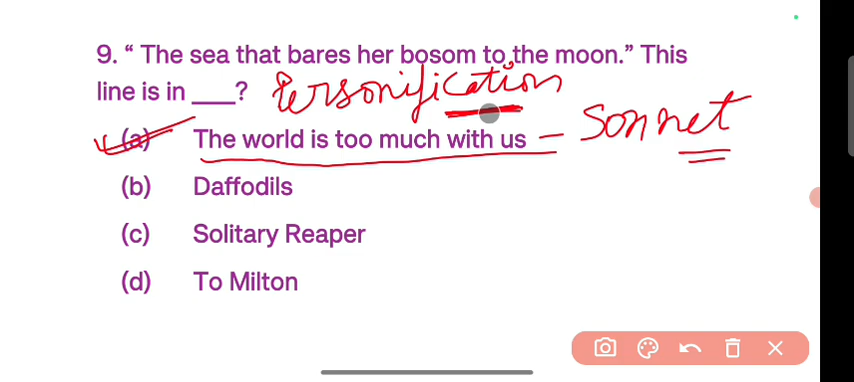 9. “ The sea that bares her bosom to the moon.” This
line is in ___? Personification
(a) The world is too much with us – Sonnet
(b) Daffodils
(c) Solitary Reaper
(d) To Milton